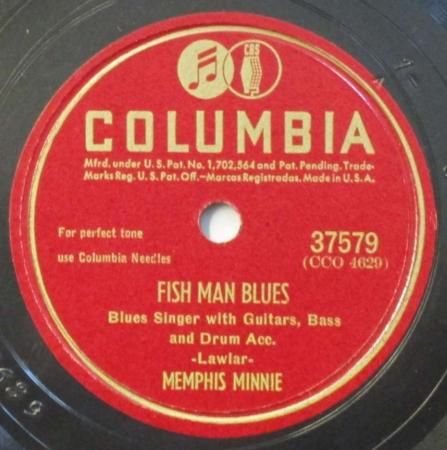 CBS
COLUMBIA
Mfrd. under U.S. Pat. No. 1,702,564 and Pat. Pending. Trade-
Marks Reg. U.S. Pat. Off.—Marcas Registradas. Made in U.S.A.
For perfect tone
use Columbia Needles
37579
(CCO 4629)
FISH MAN BLUES
Blues Singer with Guitars, Bass
and Drum Acc.
-Lawlar-
MEMPHIS MINNIE